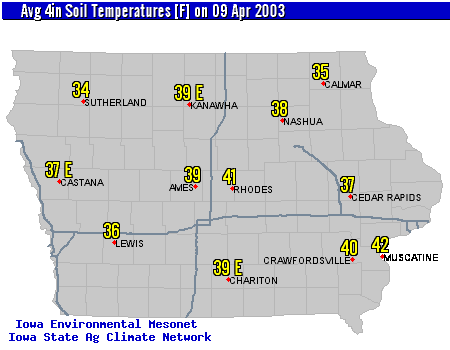 Avg 4in Soil Temperatures [F] on 09 Apr 2003
35
CALMAR
34
SUTHERLAND
39 E
KANAWHA
38
NASHUA
37 E
CASTANA
39
AMES
41
RHODES
37
CEDAR RAPIDS
36
LEWIS
40
CRAWFORDSVILLE
42
MUSCATINE
39 E
CHARITON
Iowa Environmental Mesonet
Iowa State Ag Climate Network